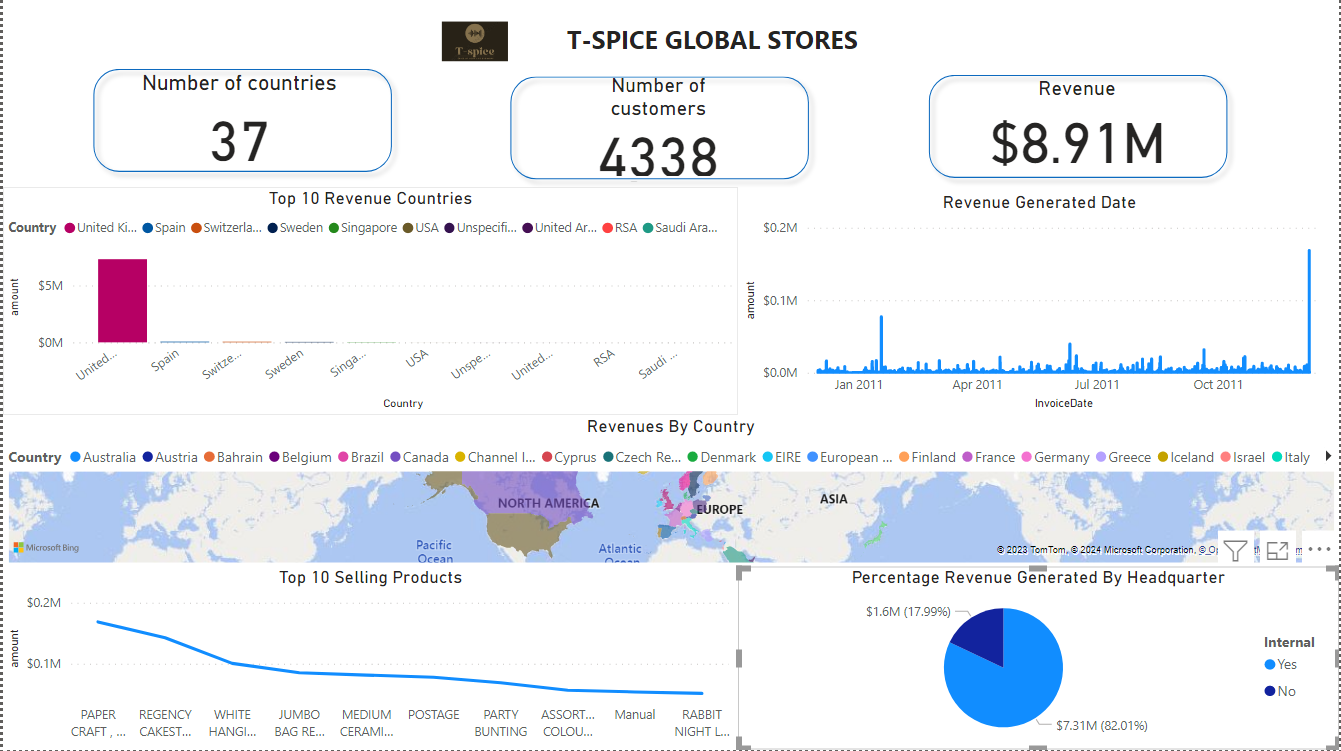 T-spice
T-SPICE GLOBAL STORES
Number of countries
37
Number of
customers
4338
Revenue
$8.91M
Top 10 Revenue Countries
Country United Ki... Spain Switzerla... Sweden Singapore USA Unspecifi... United Ar... RSA Saudi Ara...
amount
$5M
$0M
United... Spain Switze... Sweden Singa... USA Unspe... United... RSA Saudi ...
Country
Revenue Generated Date
amount
$0.2M
$0.1M
$0.0M
Jan 2011 Apr 2011 Jul 2011 Oct 2011
InvoiceDate
Revenues By Country
Country Australia Austria Bahrain Belgium Brazil Canada Channel I... Cyprus Czech Re... Denmark EIRE European ... Finland France Germany Greece Iceland Israel Italy
NORTH AMERICA
EUROPE
ASIA
Pacific
Ocean
Atlantic
Ocean
Microsoft Bing
© 2023 TomTom, © 2024 Microsoft Corporation, ©
Top 10 Selling Products
amount
$0.2M
$0.1M
PAPER REGENCY WHITE JUMBO MEDIUM POSTAGE PARTY ASSORT... Manual RABBIT
CRAFT , ... CAKEST... HANGI... BAG RE... CERAMI... BUNTING COLOU... NIGHT L...
Percentage Revenue Generated By Headquarter
$1.6M (17.99%)
$7.31M (82.01%)
Internal
Yes
No